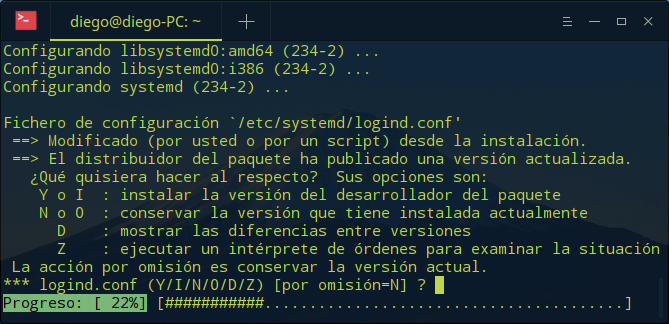 diego@diego-PC: ~
Configurando libsystemd0:amd64 (234-2) ...
Configurando libsystemd0:i386 (234-2) ...
Configurando systemd (234-2) ...
Fichero de configuración `/etc/systemd/logind.conf'
==> Modificado (por usted o por un script) desde la instalación.
==> El distribuidor del paquete ha publicado una versión actualizada.
¿Qué quisiera hacer al respecto?  Sus opciones son:
Y o I  : instalar la versión del desarrollador del paquete
N o O  : conservar la versión que tiene instalada actualmente
D    : mostrar las diferencias entre versiones
Z    : ejecutar un intérprete de órdenes para examinar la situación
La acción por omisión es conservar la versión actual.
*** logind.conf (Y/I/N/O/D/Z) [por omisión=N] ?
Progreso: [ 22%] [###########........................................]